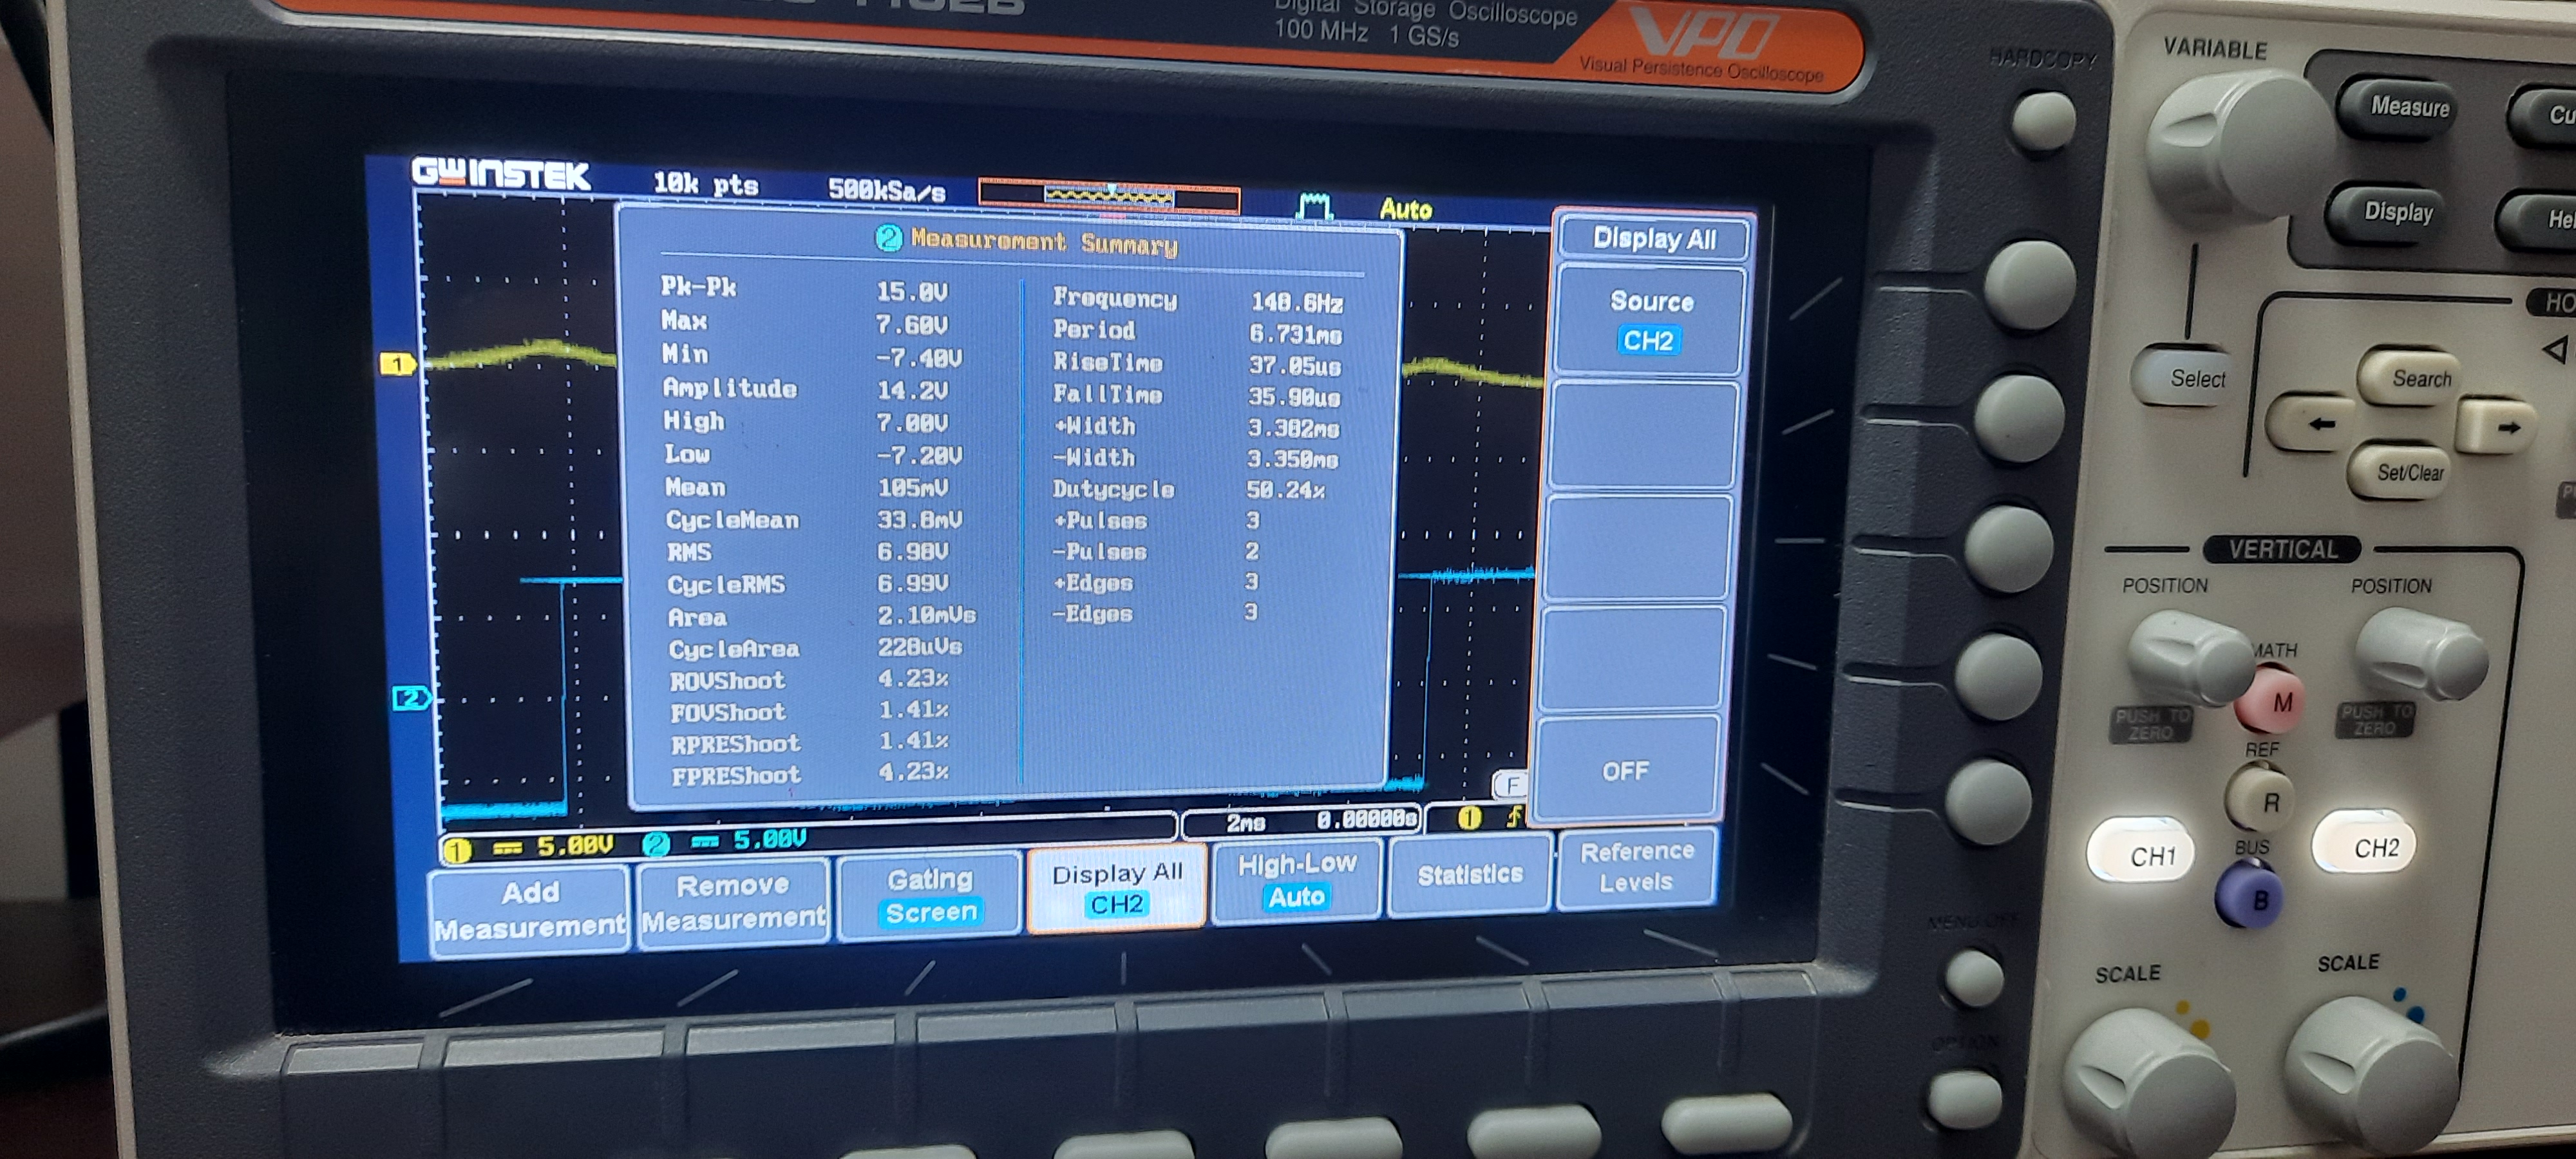 Digital Storage Oscilloscope
100 MHz 1 GS/s
VPO
Visual Persistence Oscilloscope
HARDCOPY
VARIABLE
Measure
Display
Select
Search
Set/Clear
VERTICAL
POSITION
POSITION
MATH
M
PUSH TO ZERO
PUSH TO ZERO
REF
R
BUS
B
CH1
CH2
MENU OFF
OPTION
SCALE
SCALE
GWINSTEK
10k pts
500kSa/s
Auto
2 Measurement Summary
Pk-Pk 15.0V
Max 7.60V
Min -7.40V
Amplitude 14.2V
High 7.00V
Low -7.20V
Mean 105mV
CycleMean 33.8mV
RMS 6.98V
CycleRMS 6.99V
Area 2.10mVs
CycleArea 228uVs
ROVShoot 4.23%
FOVShoot 1.41%
RPREShoot 1.41%
FPREShoot 4.23%
Frequency 148.6Hz
Period 6.731ms
RiseTime 37.05us
FallTime 35.90us
+Width 3.382ms
-Width 3.350ms
Dutycycle 50.24%
+Pulses 3
-Pulses 2
+Edges 3
-Edges 3
1
2
F
Display All
Source
CH2
OFF
1 5.00V 2 5.00V
2ms 0.00000s
1
Add Measurement
Remove Measurement
Gating
Screen
Display All
CH2
High-Low
Auto
Statistics
Reference Levels